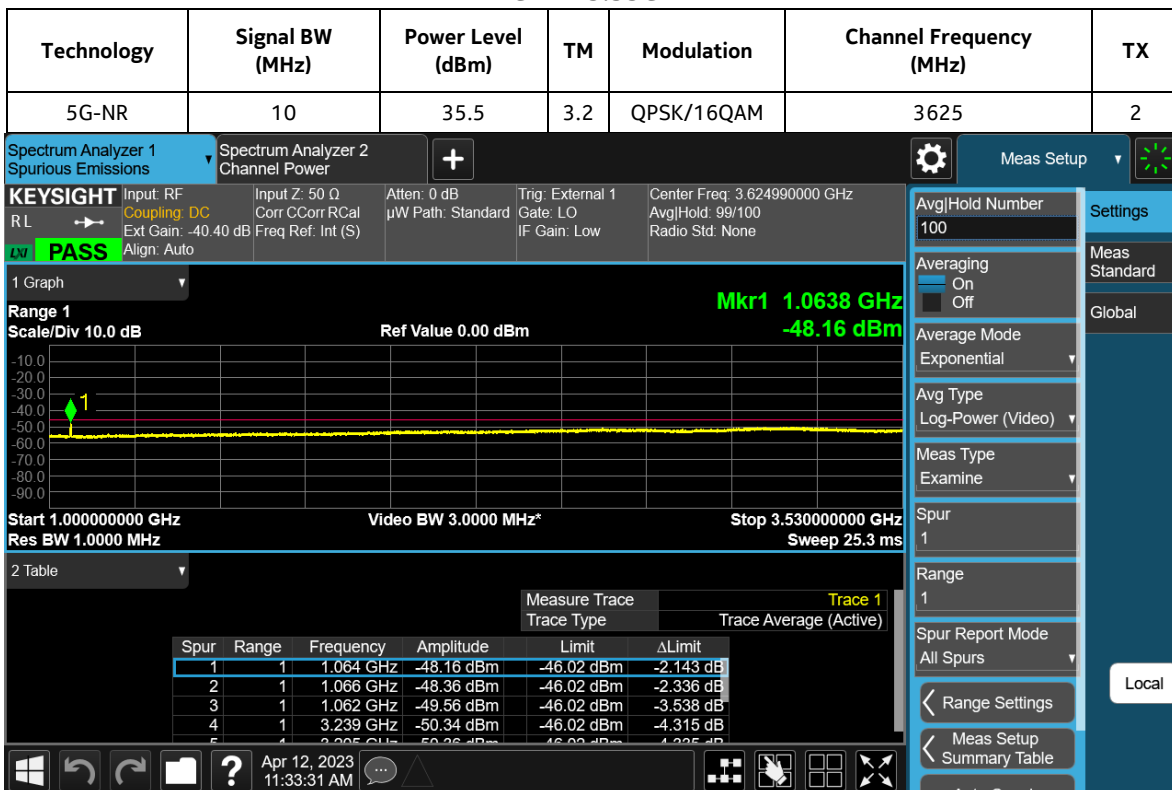 Technology Signal BW (MHz) Power Level (dBm) TM Modulation Channel Frequency (MHz) TX
5G-NR 10 35.5 3.2 QPSK/16QAM 3625 2
Spectrum Analyzer 1
Spurious Emissions
Spectrum Analyzer 2
Channel Power
+
Meas Setup
KEYSIGHT
RL
LXI PASS
Input: RF
Coupling: DC
Ext Gain: -40.40 dB
Align: Auto
Input Z: 50 Ω
Corr CCorr RCal
Freq Ref: Int (S)
Atten: 0 dB
µW Path: Standard
Trig: External 1
Gate: LO
IF Gain: Low
Center Freq: 3.624990000 GHz
Avg|Hold: 99/100
Radio Std: None
1 Graph
Range 1
Scale/Div 10.0 dB
Ref Value 0.00 dBm
Mkr1 1.0638 GHz
-48.16 dBm
-10.0
-20.0
-30.0
-40.0
-50.0
-60.0
-70.0
-80.0
-90.0
1
Start 1.000000000 GHz
Res BW 1.0000 MHz
Video BW 3.0000 MHz*
Stop 3.530000000 GHz
Sweep 25.3 ms
2 Table
Measure Trace Trace 1
Trace Type Trace Average (Active)
Spur Range Frequency Amplitude Limit ΔLimit
1 1 1.064 GHz -48.16 dBm -46.02 dBm -2.143 dB
2 1 1.066 GHz -48.36 dBm -46.02 dBm -2.336 dB
3 1 1.062 GHz -49.56 dBm -46.02 dBm -3.538 dB
4 1 3.239 GHz -50.34 dBm -46.02 dBm -4.315 dB
Avg|Hold Number
100
Averaging
On
Off
Average Mode
Exponential
Avg Type
Log-Power (Video)
Meas Type
Examine
Spur
1
Range
1
Spur Report Mode
All Spurs
Range Settings
Meas Setup
Summary Table
Settings
Meas
Standard
Global
Local
?
Apr 12, 2023
11:33:31 AM